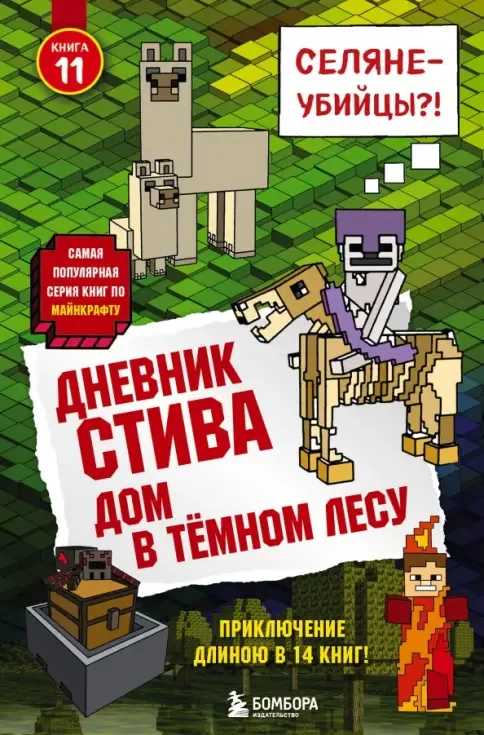 КНИГА
11
СЕЛЯНЕ-
УБИЙЦЫ?!
САМАЯ
ПОПУЛЯРНАЯ
СЕРИЯ КНИГ ПО
МАЙНКРАФТУ
ДНЕВНИК
СТИВА
ДОМ
В ТЁМНОМ ЛЕСУ
ПРИКЛЮЧЕНИЕ
ДЛИНОЮ В 14 КНИГ!
БОМБОРА
ИЗДАТЕЛЬСТВО